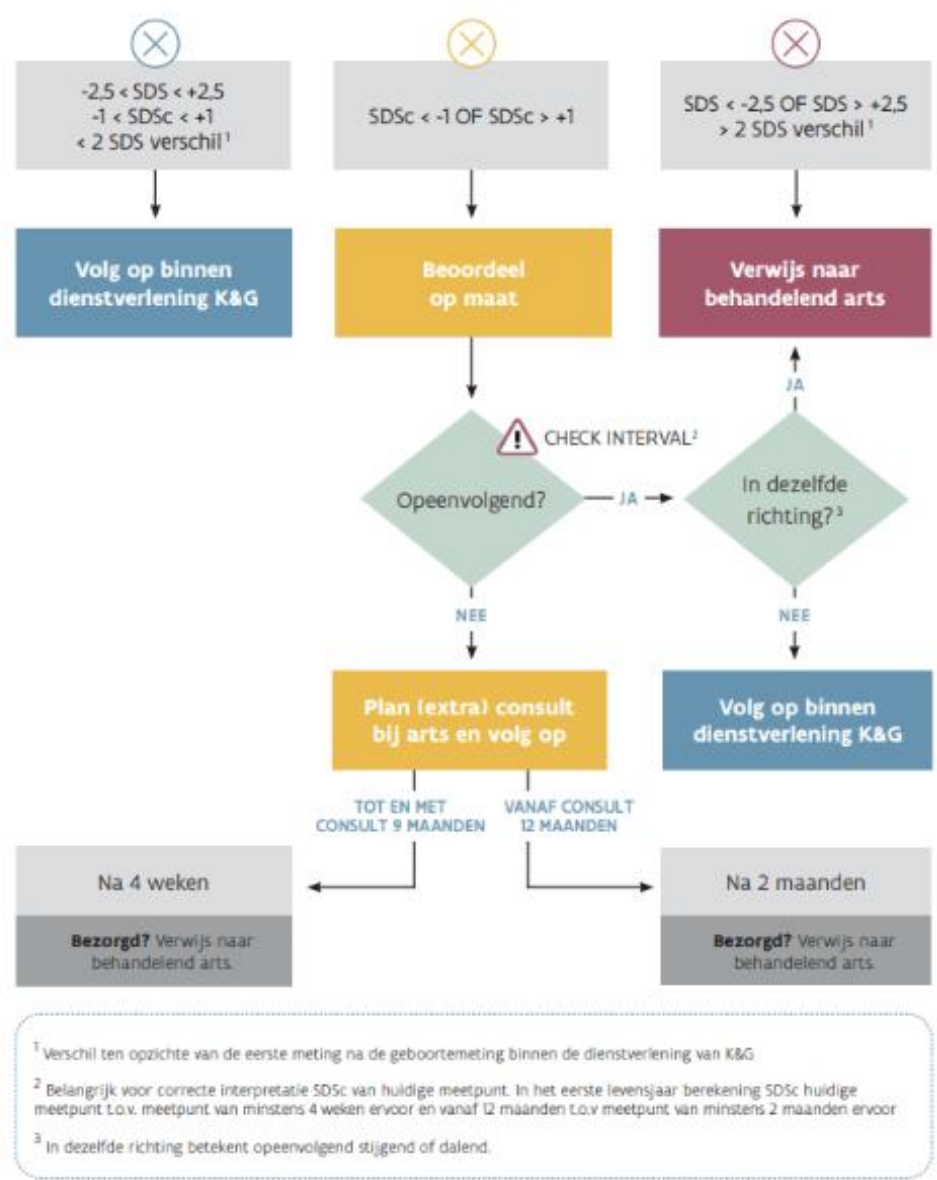 -2,5 < SDS < +2,5
-1 < SDSc < +1
< 2 SDS verschil¹
SDSc < -1 OF SDSc > +1
SDS < -2,5 OF SDS > +2,5
> 2 SDS verschil¹
Volg op binnen
dienstverlening K&G
Beoordeel
op maat
Verwijs naar
behandelend arts
JA
CHECK INTERVAL²
Opeenvolgend?
JA
In dezelfde
richting?³
NEE
NEE
Plan (extra) consult
bij arts en volg op
Volg op binnen
dienstverlening K&G
TOT EN MET
CONSULT 9 MAANDEN
VANAF CONSULT
12 MAANDEN
Na 4 weken
Bezorgd? Verwijs naar
behandelend arts.
Na 2 maanden
Bezorgd? Verwijs naar
behandelend arts.
¹ Verschil ten opzichte van de eerste meting na de geboortemeting binnen de dienstverlening van K&G
² Belangrijk voor correcte interpretatie SDSc van huidige meetpunt. In het eerste levensjaar berekening SDSc huidige
meetpunt t.o.v. meetpunt van minstens 4 weken ervoor en vanaf 12 maanden t.o.v meetpunt van minstens 2 maanden ervoor
³ In dezelfde richting betekent opeenvolgend stijgend of dalend.